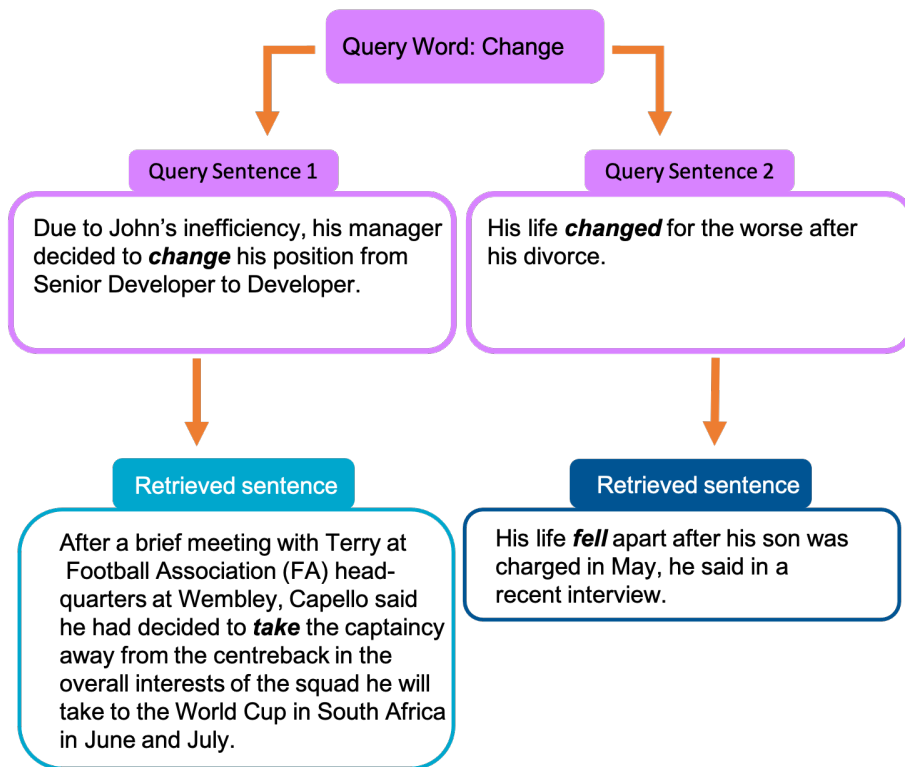 Query Word: Change
Query Sentence 1
Due to John’s inefficiency, his manager
decided to change his position from
Senior Developer to Developer.
Query Sentence 2
His life changed for the worse after
his divorce.
Retrieved sentence
After a brief meeting with Terry at
Football Association (FA) head-
quarters at Wembley, Capello said
he had decided to take the captaincy
away from the centreback in the
overall interests of the squad he will
take to the World Cup in South Africa
in June and July.
Retrieved sentence
His life fell apart after his son was
charged in May, he said in a
recent interview.